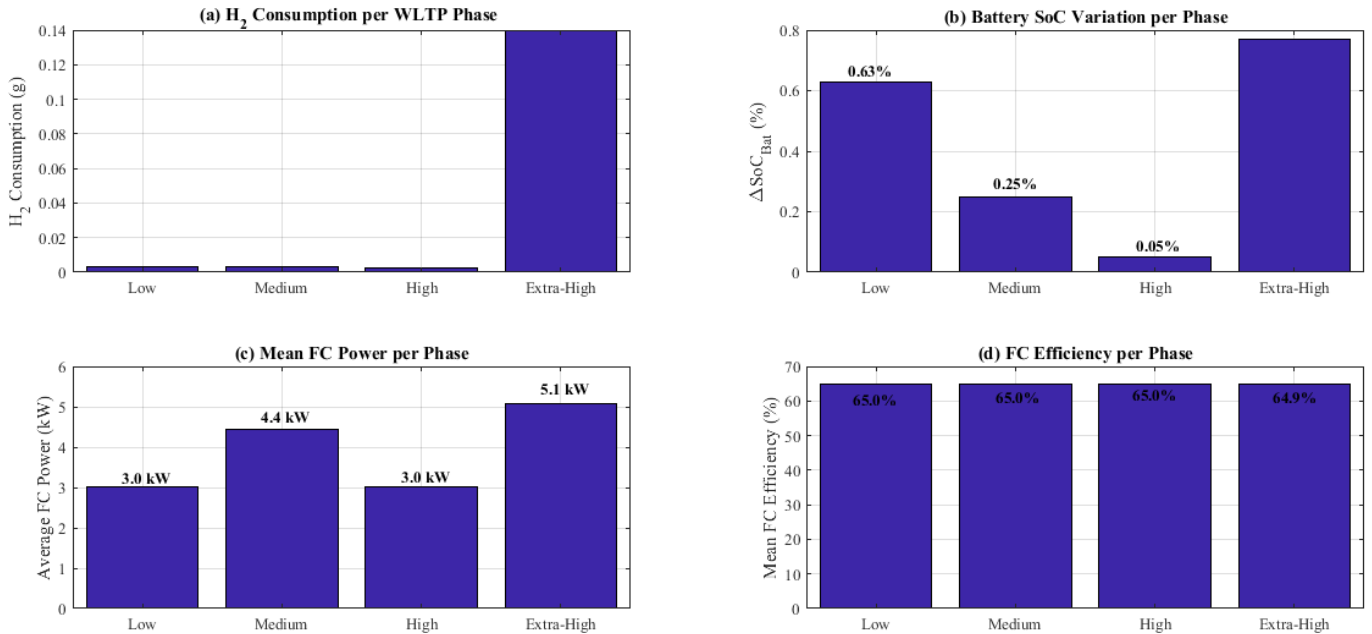 (a) H2 Consumption per WLTP Phase
H2 Consumption (g)
0.14
0.12
0.1
0.08
0.06
0.04
0.02
0
Low Medium High Extra-High
(b) Battery SoC Variation per Phase
ΔSoCBat (%)
0.8
0.6
0.4
0.2
0
0.63%
0.25%
0.05%
Low Medium High Extra-High
(c) Mean FC Power per Phase
Average FC Power (kW)
6
5
4
3
2
1
0
3.0 kW
4.4 kW
3.0 kW
5.1 kW
Low Medium High Extra-High
(d) FC Efficiency per Phase
Mean FC Efficiency (%)
70
60
50
40
30
20
10
0
65.0% 65.0% 65.0% 64.9%
Low Medium High Extra-High